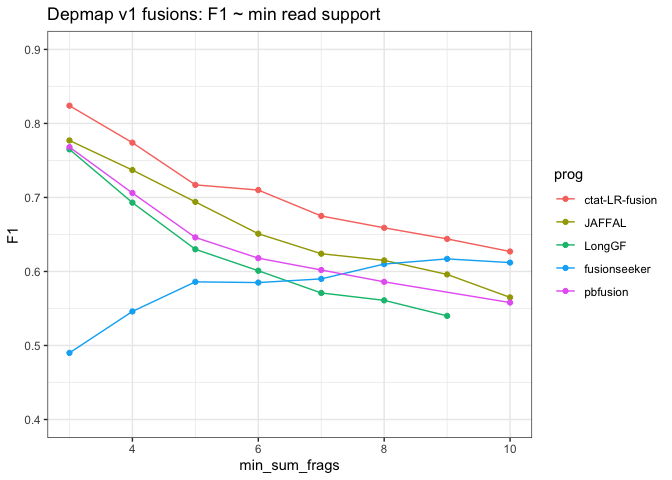 Depmap v1 fusions: F1 ~ min read support
0.9
0.8
0.7
0.6
0.5
0.4
F1
4
6
8
10
min_sum_frags
prog
ctat-LR-fusion
JAFFAL
LongGF
fusionseeker
pbfusion